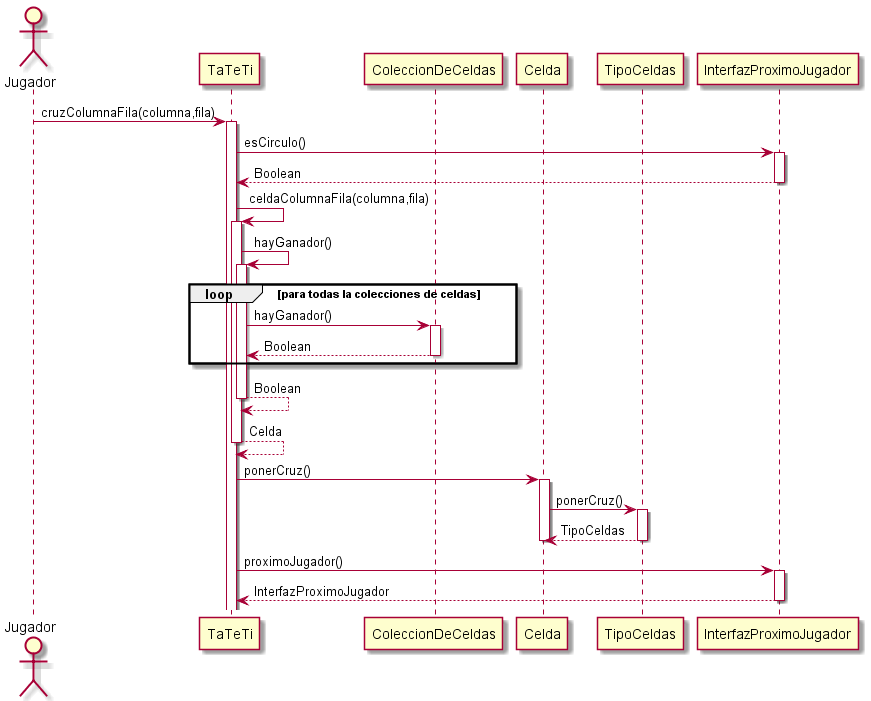 Jugador
TaTeTi
ColeccionDeCeldas
Celda
TipoCeldas
InterfazProximoJugador
cruzColumnaFila(columna,fila)
esCirculo()
Boolean
celdaColumnaFila(columna,fila)
hayGanador()
loop [para todas la colecciones de celdas]
hayGanador()
Boolean
Boolean
Celda
ponerCruz()
ponerCruz()
TipoCeldas
proximoJugador()
InterfazProximoJugador
Jugador
TaTeTi
ColeccionDeCeldas
Celda
TipoCeldas
InterfazProximoJugador